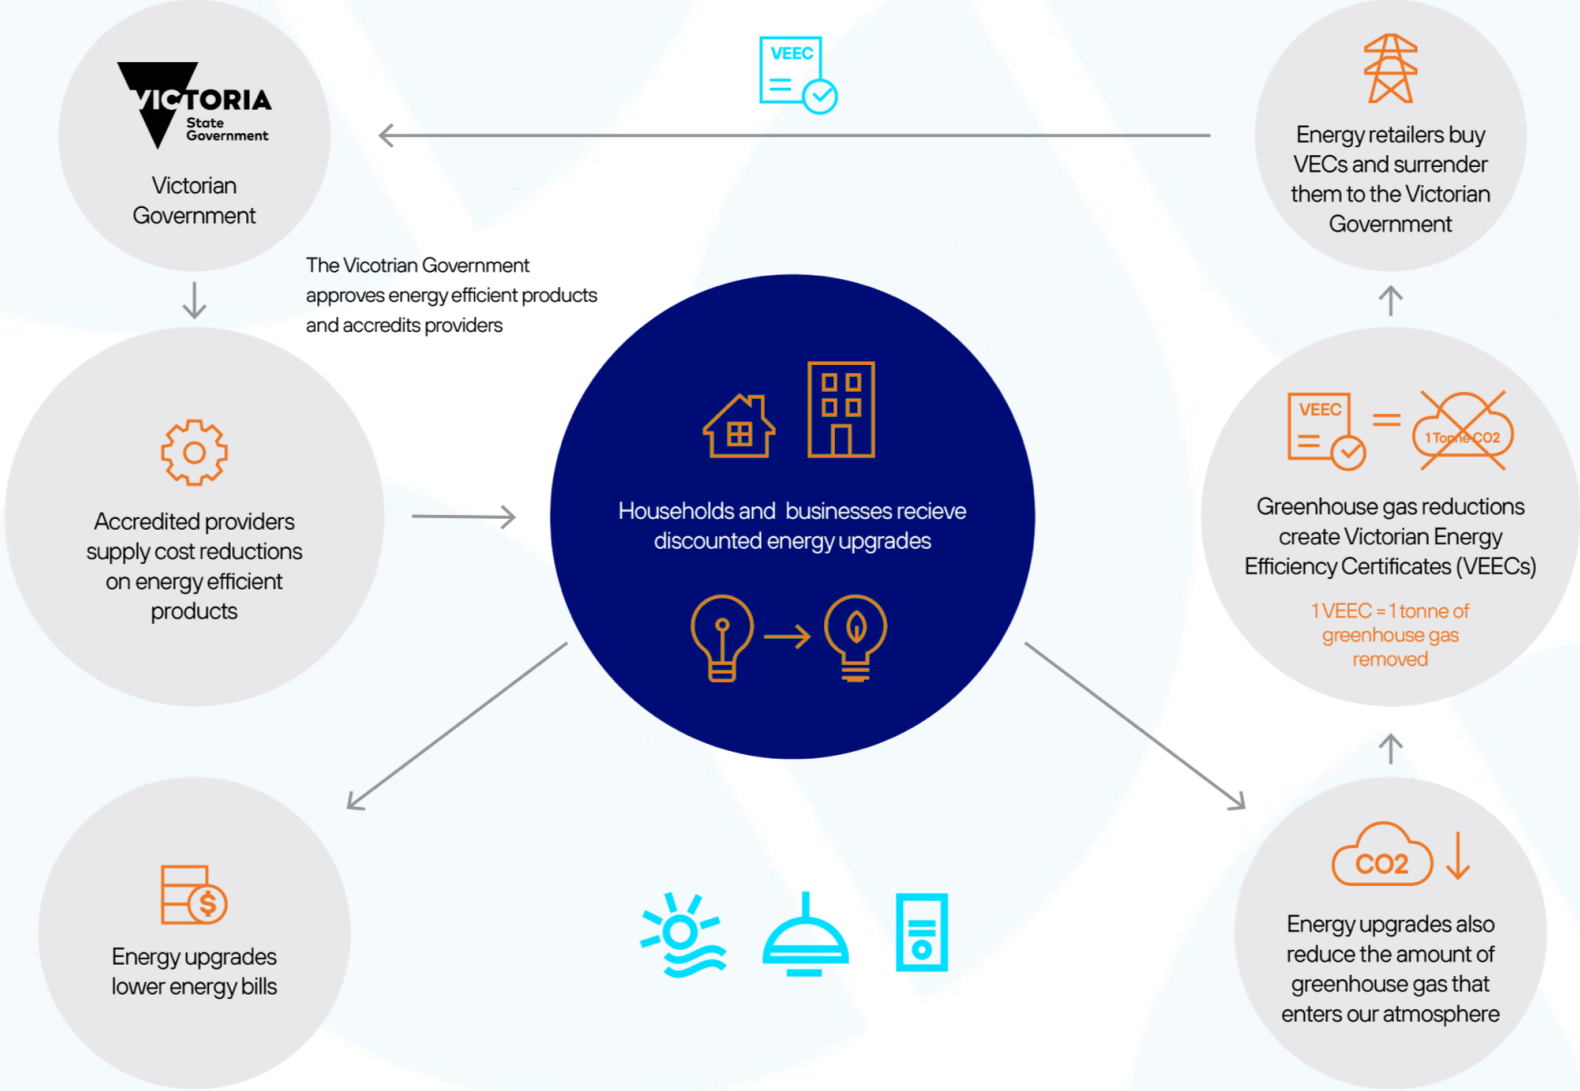 VICTORIA
State
Government
Victorian
Government
VEEC
Energy retailers buy
VECs and surrender
them to the Victorian
Government
The Vicotrian Government
approves energy efficient products
and accredits providers
Accredited providers
supply cost reductions
on energy efficient
products
Households and businesses recieve
discounted energy upgrades
VEEC = 1 Tonne CO2
Greenhouse gas reductions
create Victorian Energy
Efficiency Certificates (VEECs)
1 VEEC = 1 tonne of
greenhouse gas
removed
$
Energy upgrades
lower energy bills
CO2
Energy upgrades also
reduce the amount of
greenhouse gas that
enters our atmosphere